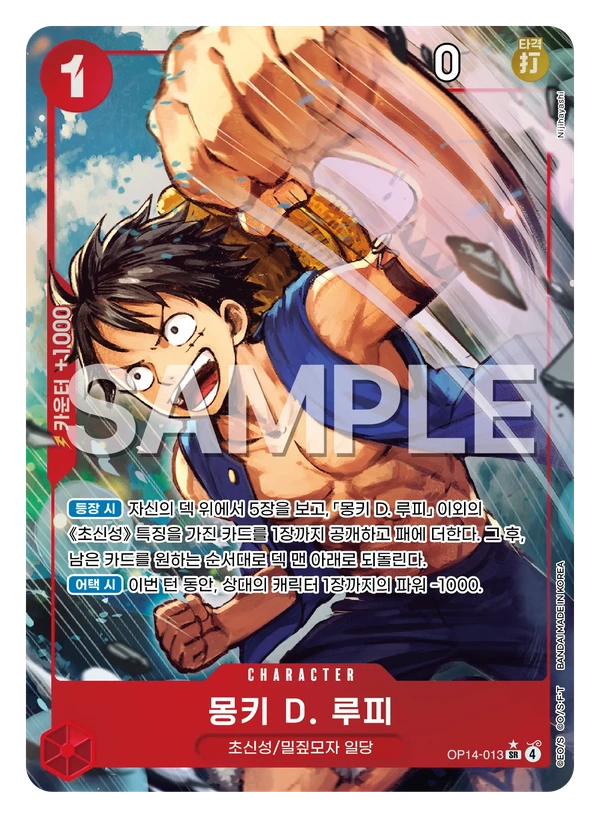 1
0
타격
打
Nijihayashi
카운터 +1000
SAMPLE
등장 시 자신의 덱 위에서 5장을 보고, 「몽키 D. 루피」 이외의
《초신성》 특징을 가진 카드를 1장까지 공개하고 패에 더한다. 그 후,
남은 카드를 원하는 순서대로 덱 맨 아래로 되돌린다.
어택 시 이번 턴 동안, 상대의 캐릭터 1장까지의 파워 -1000.
CHARACTER
몽키 D. 루피
초신성/밀짚모자 일당
OP14-013 ★ SR 4
©EO/S ©O/S·F·T BANDAI MADE IN KOREA